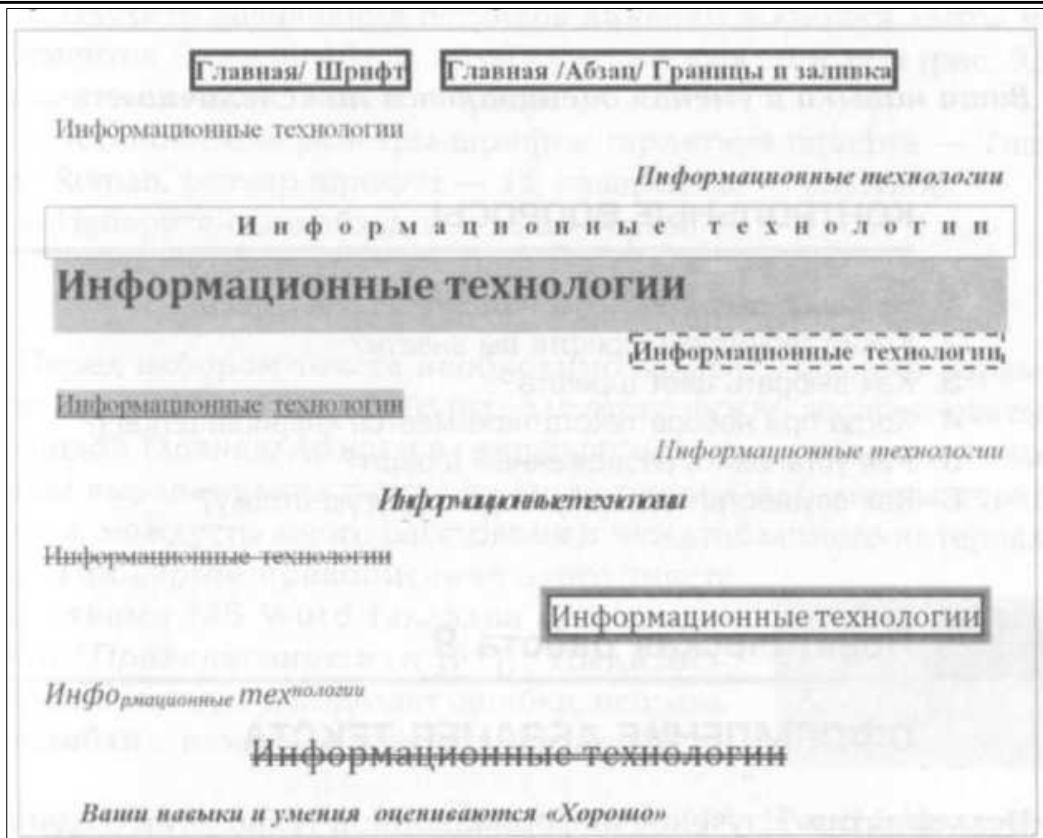 Главная/ Шрифт Главная /Абзац/ Границы и заливка
Информационные технологии
Информационные технологии
Информационные технологии
Информационные технологии
Информационные технологии
Информационные технологии
Информационные технологии
Информационные технологии
Информационные технологии
Информационные технологии
Информационные технологии
Информационные технологии
Ваши навыки и умения оцениваются «Хорошо»